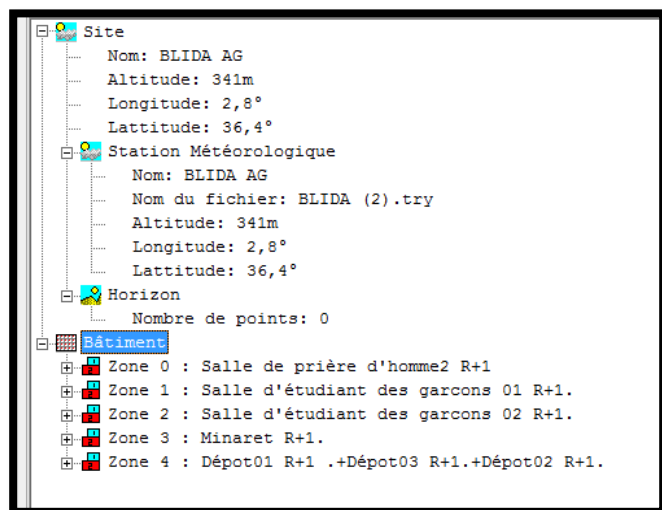 Site
Nom: BLIDA AG
Altitude: 341m
Longitude: 2,8°
Lattitude: 36,4°
Station Météorologique
Nom: BLIDA AG
Nom du fichier: BLIDA (2).try
Altitude: 341m
Longitude: 2,8°
Lattitude: 36,4°
Horizon
Nombre de points: 0
Bâtiment
Zone 0 : Salle de prière d'homme2 R+1
Zone 1 : Salle d'étudiant des garcons 01 R+1.
Zone 2 : Salle d'étudiant des garcons 02 R+1.
Zone 3 : Minaret R+1.
Zone 4 : Dépot01 R+1 .+Dépot03 R+1.+Dépot02 R+1.